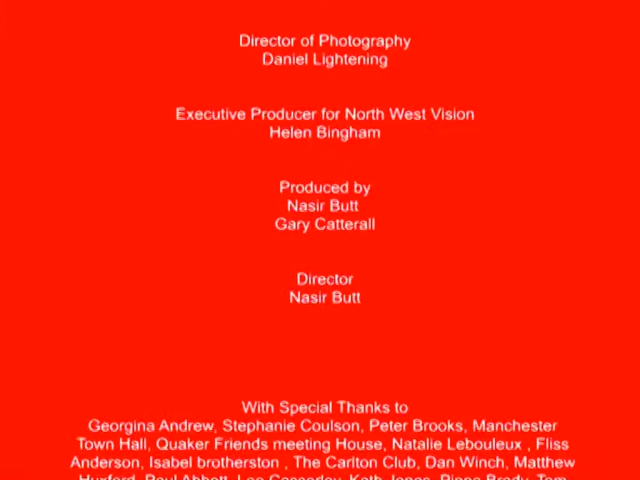 Director of Photography
Daniel Lightening
Executive Producer for North West Vision
Helen Bingham
Produced by
Nasir Butt
Gary Catterall
Director
Nasir Butt
With Special Thanks to
Georgina Andrew, Stephanie Coulson, Peter Brooks, Manchester
Town Hall, Quaker Friends meeting House, Natalie Lebouleux , Fliss
Anderson, Isabel brotherston , The Carlton Club, Dan Winch, Matthew
Paul Abbott,